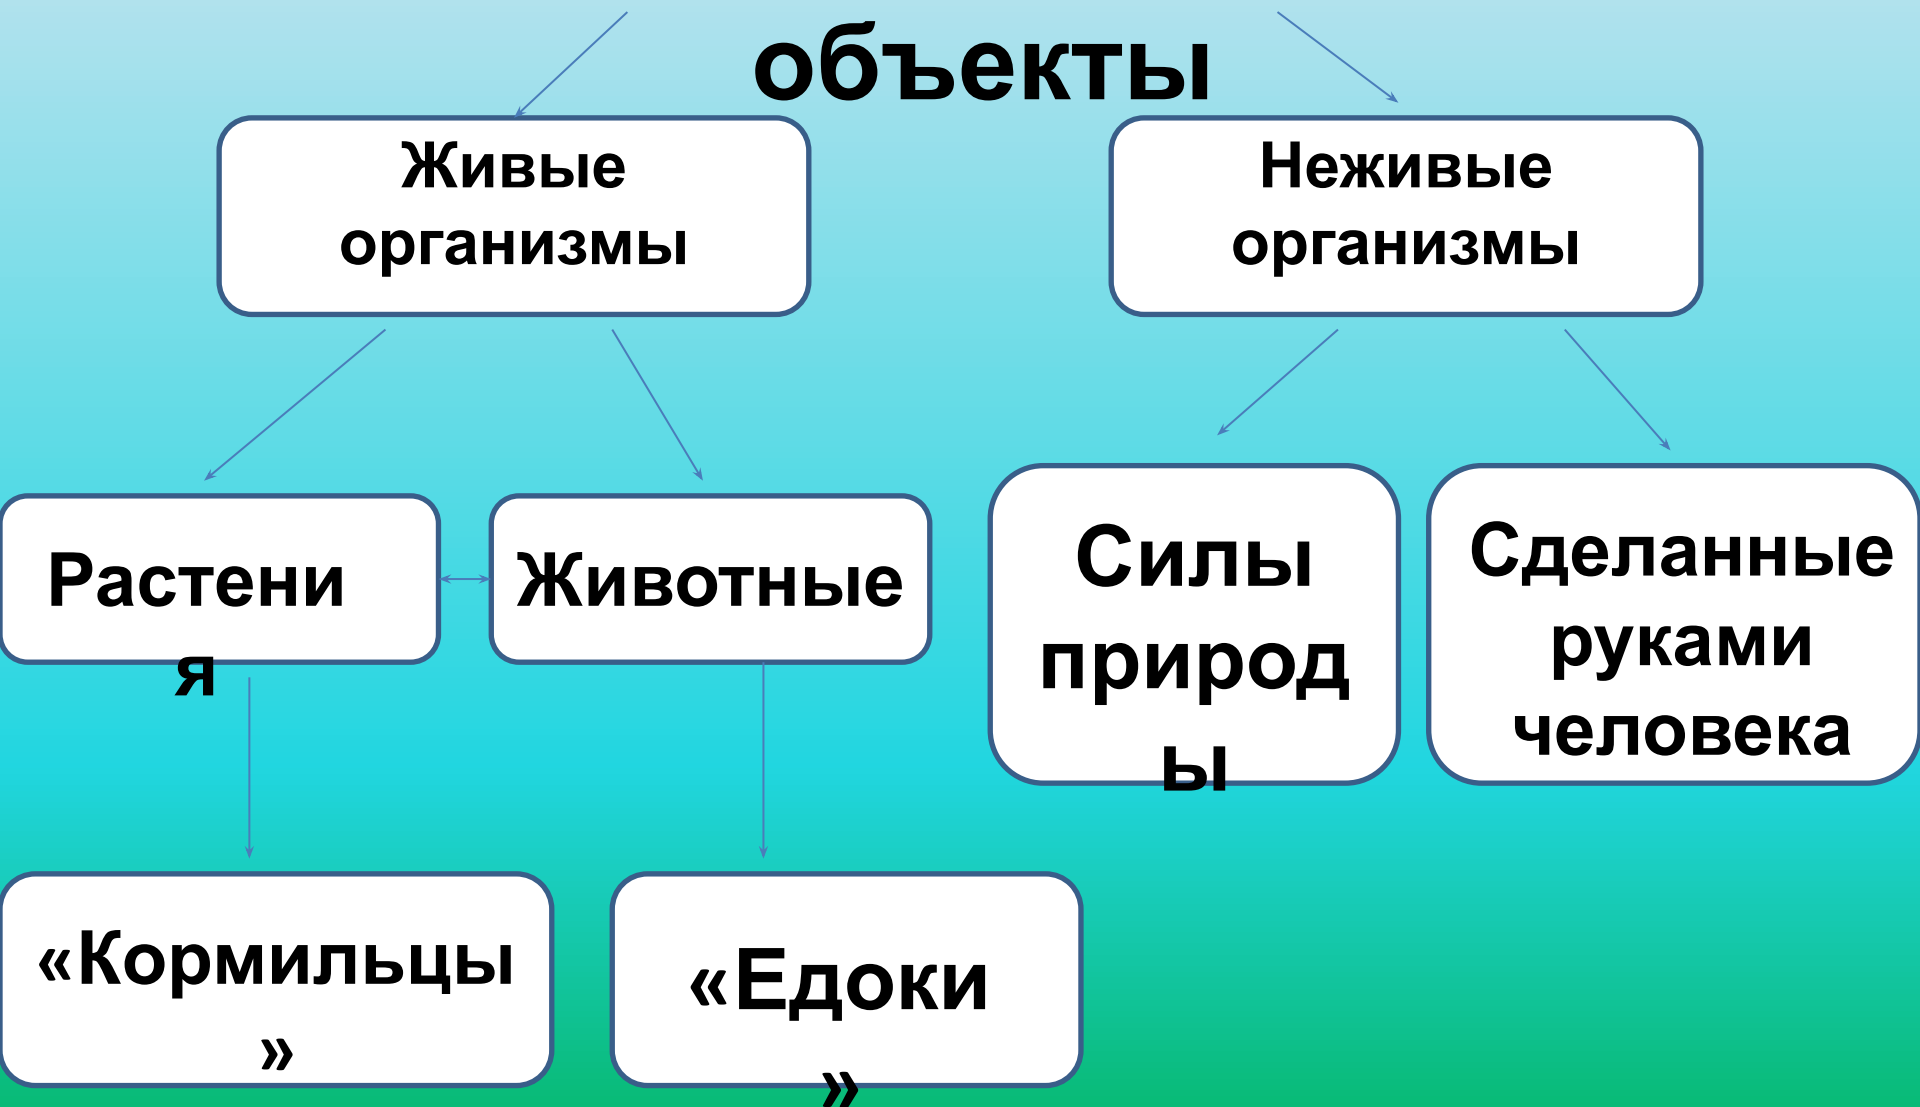 объекты
Живые
организмы
Неживые
организмы
Растени
я
Животные
Силы
природ
ы
Сделанные
руками
человека
«Кормильцы
»
«Едоки
»